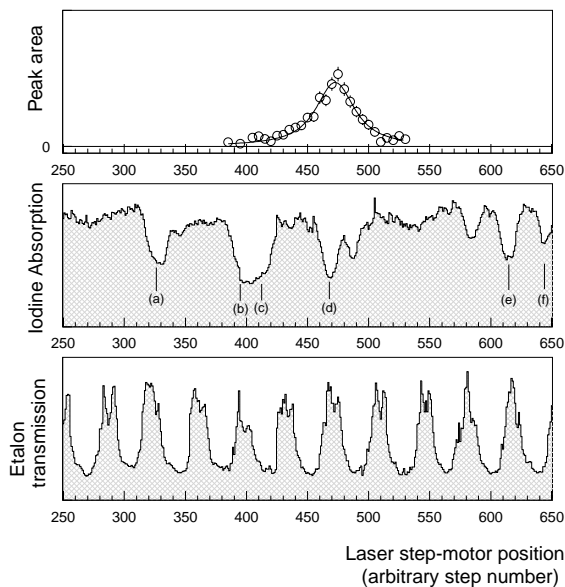 Peak area
0
250 300 350 400 450 500 550 600 650
Iodine Absorption
(a) (b) (c) (d) (e) (f)
250 300 350 400 450 500 550 600 650
Etalon
transmission
250 300 350 400 450 500 550 600 650
Laser step-motor position
(arbitrary step number)